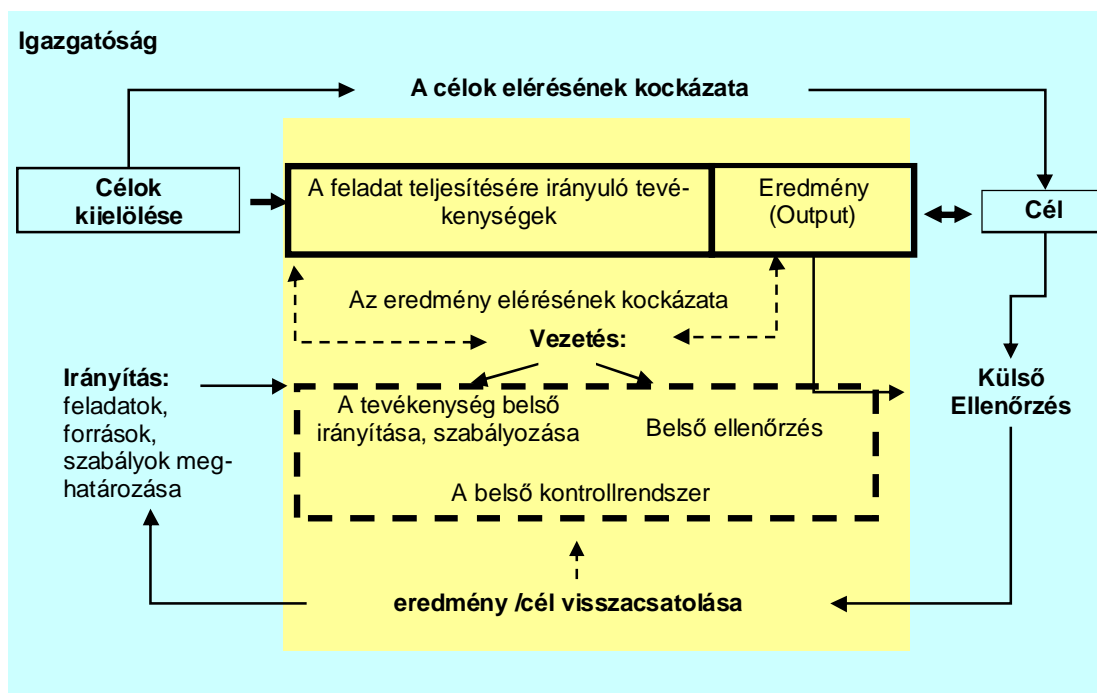 Igazgatóság
A célok elérésének kockázata
Célok
kijelölése
A feladat teljesítésére irányuló tevé-
kenységek
Eredmény
(Output)
Cél
Az eredmény elérésének kockázata
Vezetés:
Irányítás:
feladatok,
források,
szabályok meg-
határozása
A tevékenység belső
irányítása, szabályozása
Belső ellenőrzés
A belső kontrollrendszer
Külső
Ellenőrzés
eredmény /cél visszacsatolása